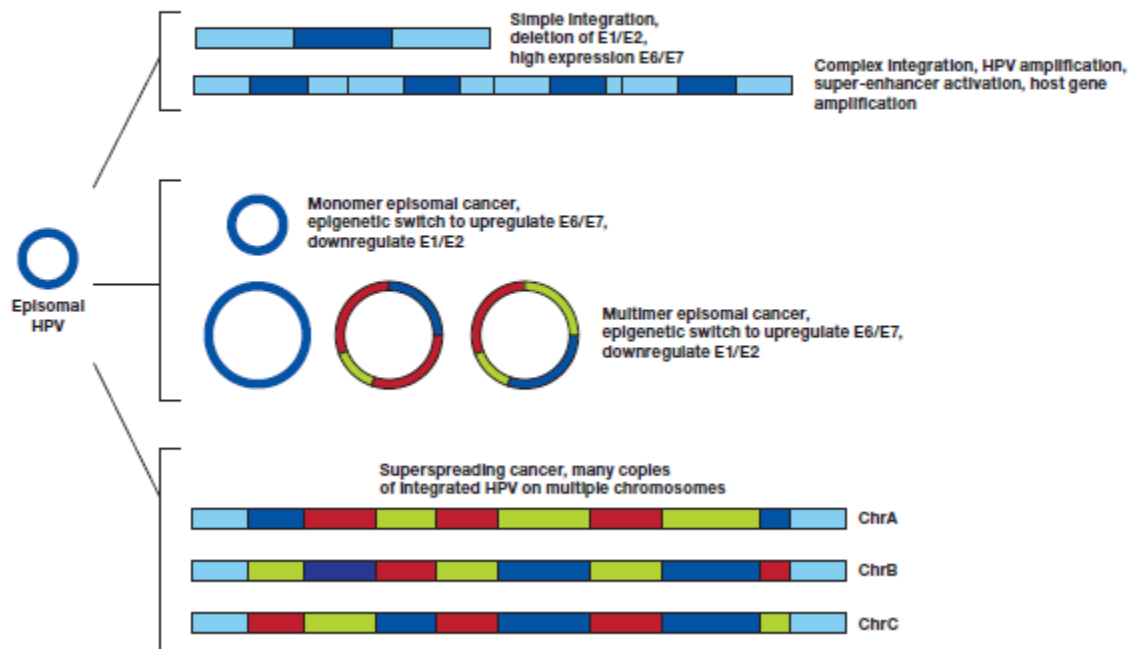 Simple integration,
deletion of E1/E2,
high expression E6/E7
Complex integration, HPV amplification,
super-enhancer activation, host gene
amplification
Episomal
HPV
Monomer episomal cancer,
epigenetic switch to upregulate E6/E7,
downregulate E1/E2
Multimer episomal cancer,
epigenetic switch to upregulate E6/E7,
downregulate E1/E2
Superspreading cancer, many copies
of integrated HPV on multiple chromosomes
ChrA
ChrB
ChrC